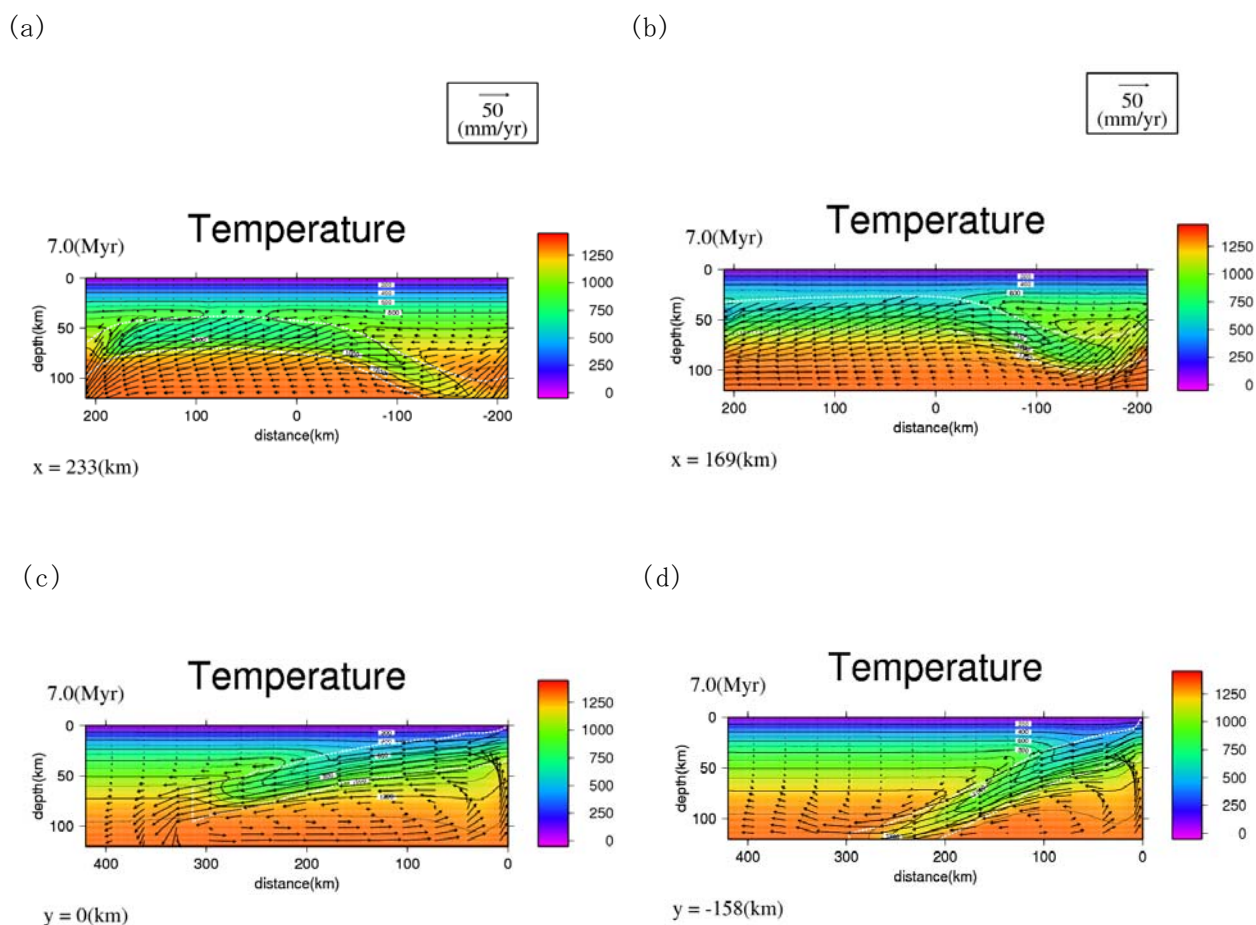 (a)
50
(mm/yr)
Temperature
7.0(Myr)
0
50
100
depth(km)
200
100
0
-100
-200
distance(km)
1250
1000
750
500
250
0
x = 233(km)
(b)
50
(mm/yr)
Temperature
7.0(Myr)
0
50
100
depth(km)
200
100
0
-100
-200
distance(km)
1250
1000
750
500
250
0
x = 169(km)
(c)
Temperature
7.0(Myr)
0
50
100
depth(km)
400
300
200
100
0
distance(km)
1250
1000
750
500
250
0
y = 0(km)
(d)
Temperature
7.0(Myr)
0
50
100
depth(km)
400
300
200
100
0
distance(km)
1250
1000
750
500
250
0
y = -158(km)